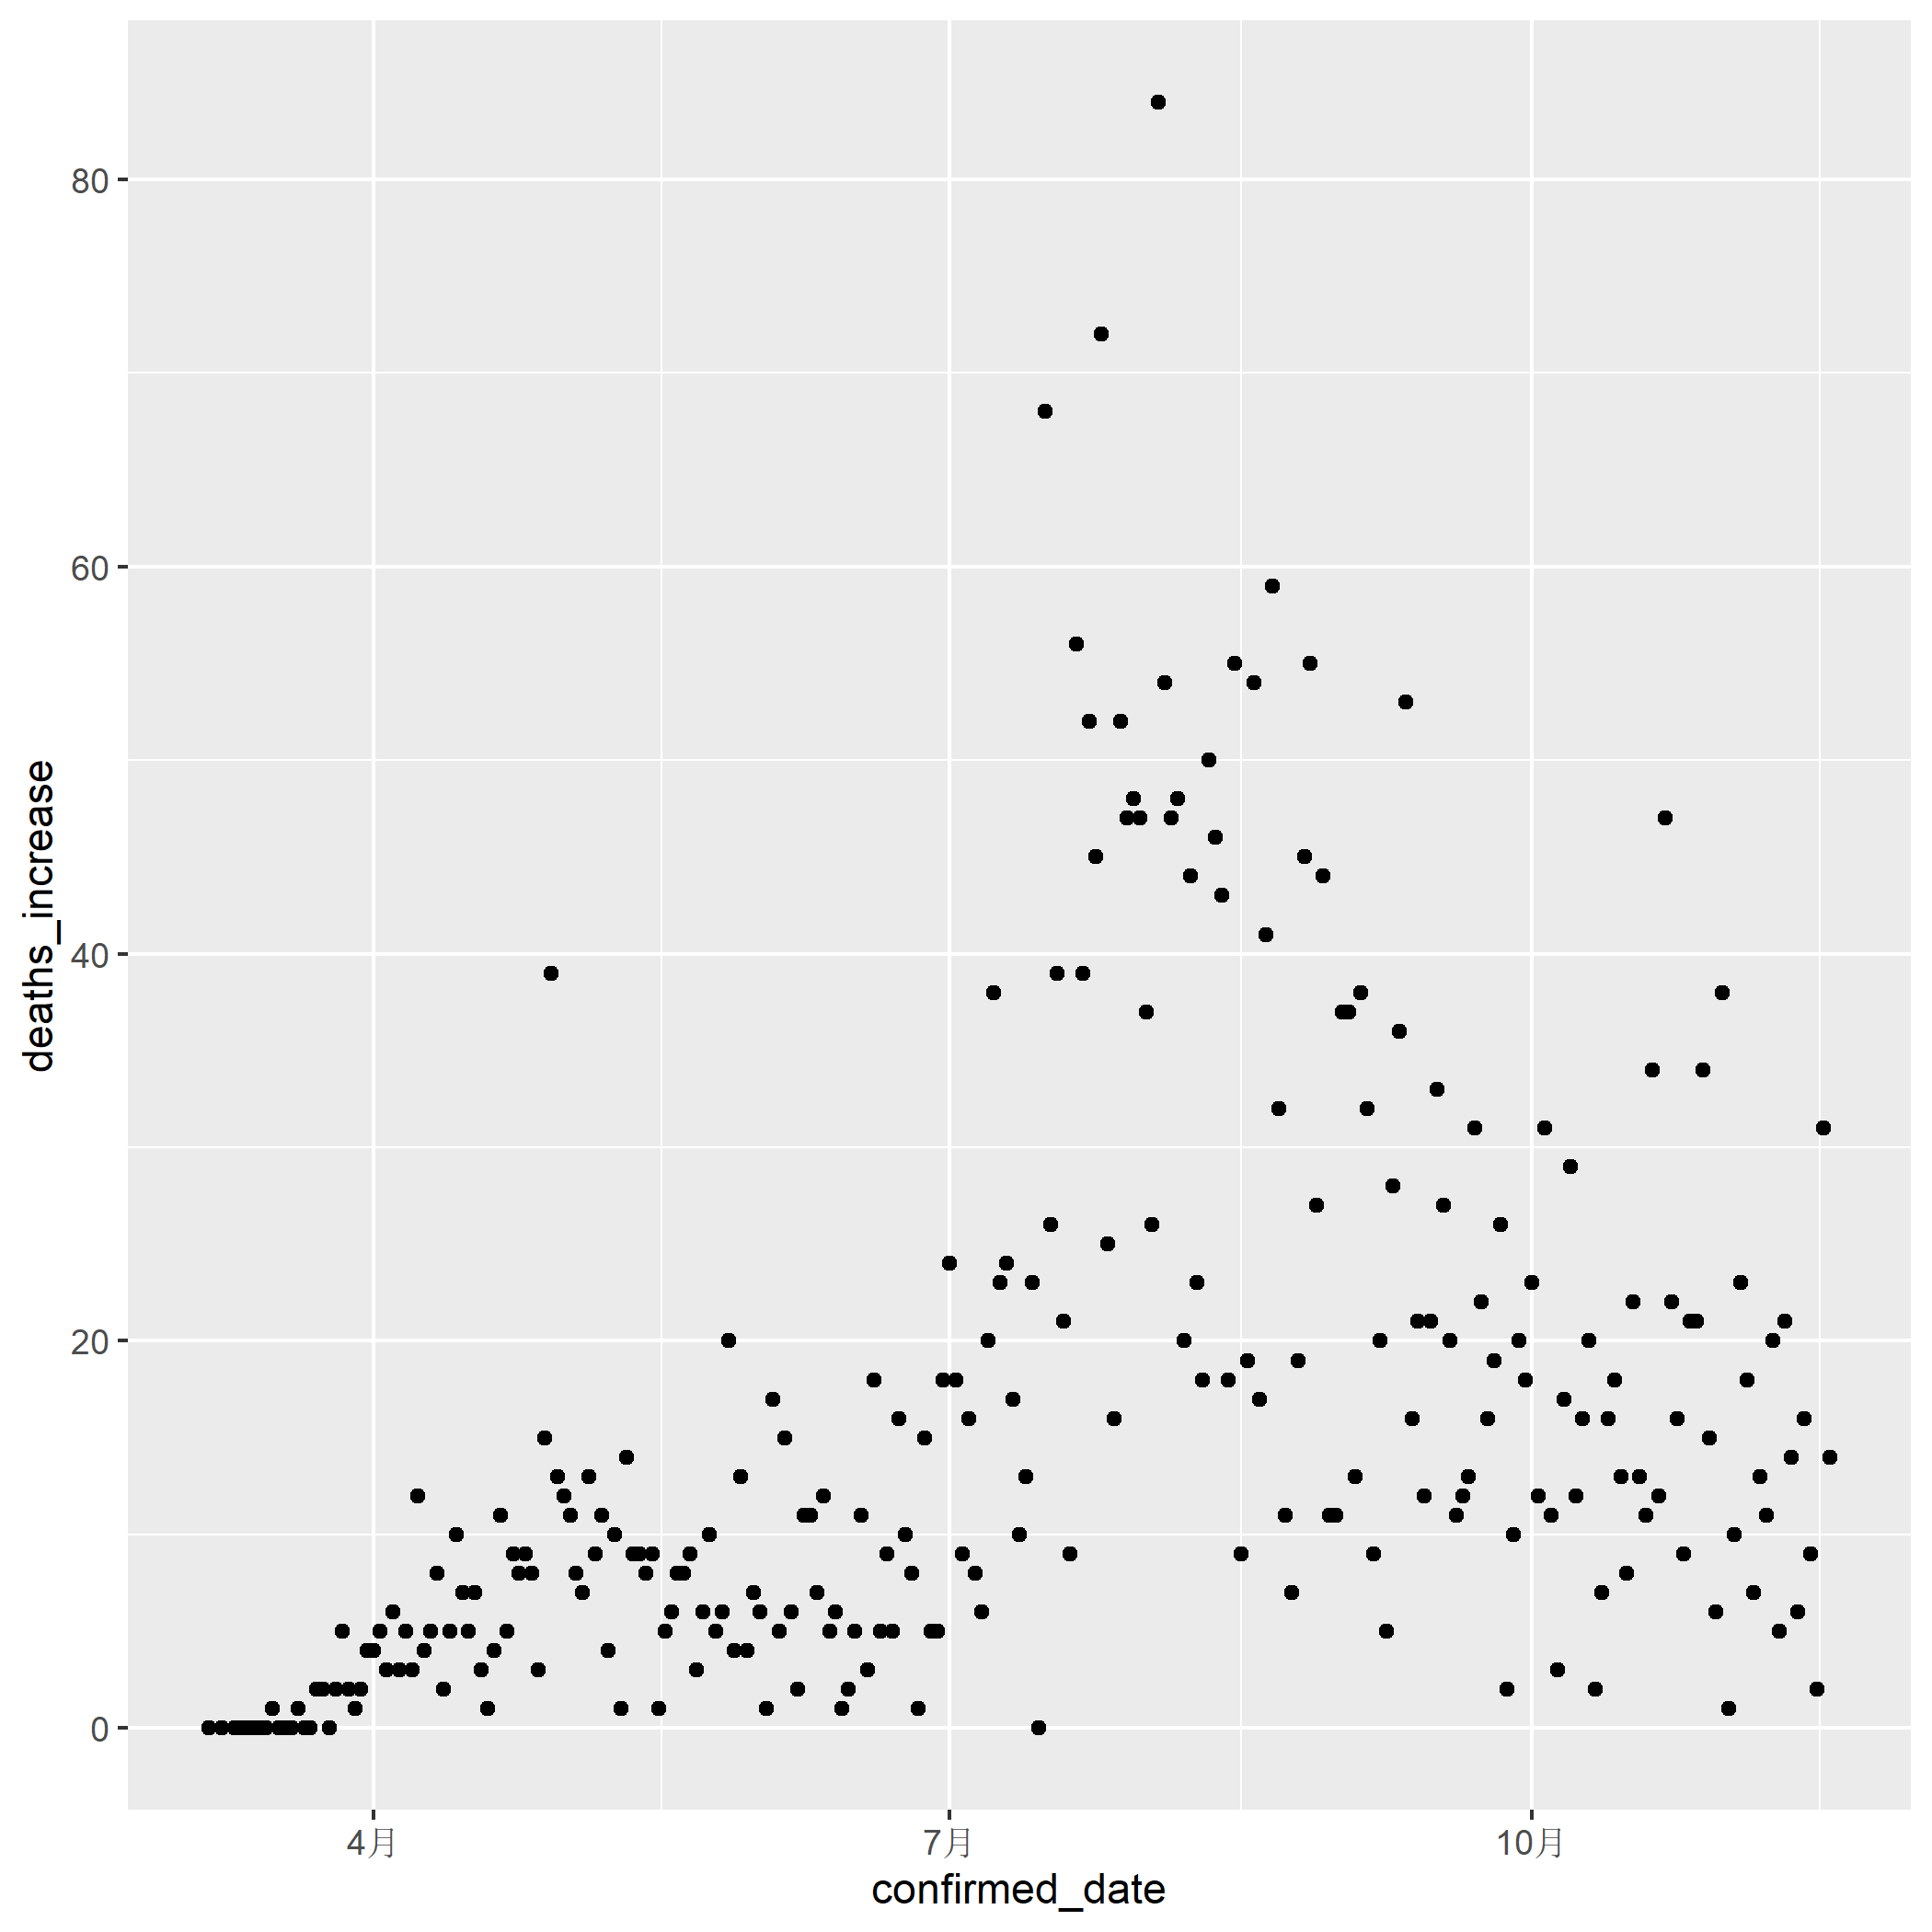 deaths_increase
80
60
40
20
0
4月
7月
10月
confirmed_date